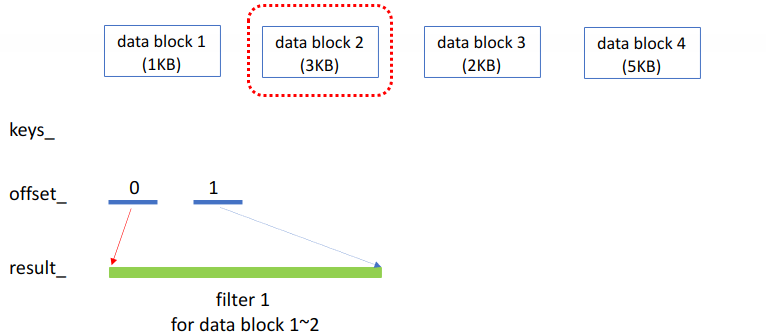 data block 1
(1KB)
data block 2
(3KB)
data block 3
(2KB)
data block 4
(5KB)
keys_
offset_
0
1
result_
filter 1
for data block 1~2